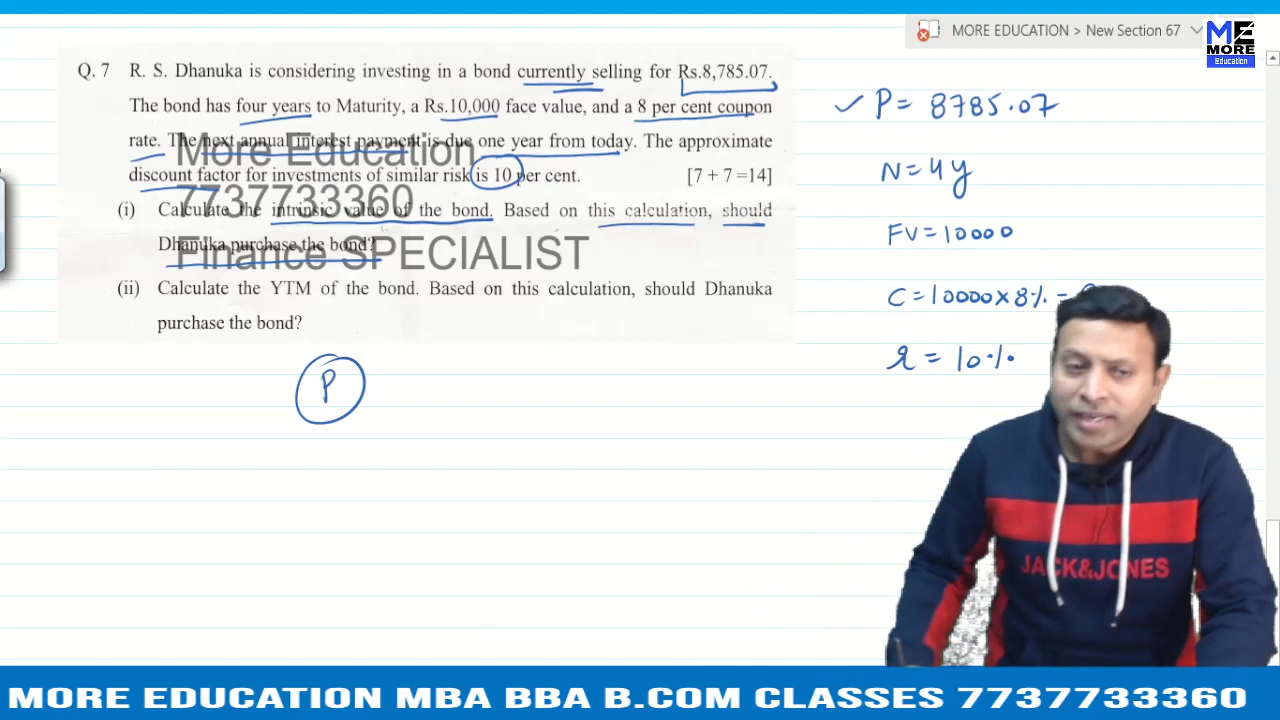 MORE EDUCATION > New Section 67
ME
MORE
Education
Q. 7 R. S. Dhanuka is considering investing in a bond currently selling for Rs.8,785.07.
The bond has four years to Maturity, a Rs.10,000 face value, and a 8 per cent coupon
rate. The next annual interest payment is due one year from today. The approximate
discount factor for investments of similar risk is 10 per cent. [7 + 7 =14]
(i) Calculate the intrinsic value of the bond. Based on this calculation, should
Dhanuka purchase the bond?
(ii) Calculate the YTM of the bond. Based on this calculation, should Dhanuka
purchase the bond?
More Education
7737733360
Finance SPECIALIST
P
P = 8785.07
N = 4y
FV = 10000
C = 10000 x 8% =
r = 10%
JACK&JONES
MORE EDUCATION MBA BBA B.COM CLASSES 7737733360